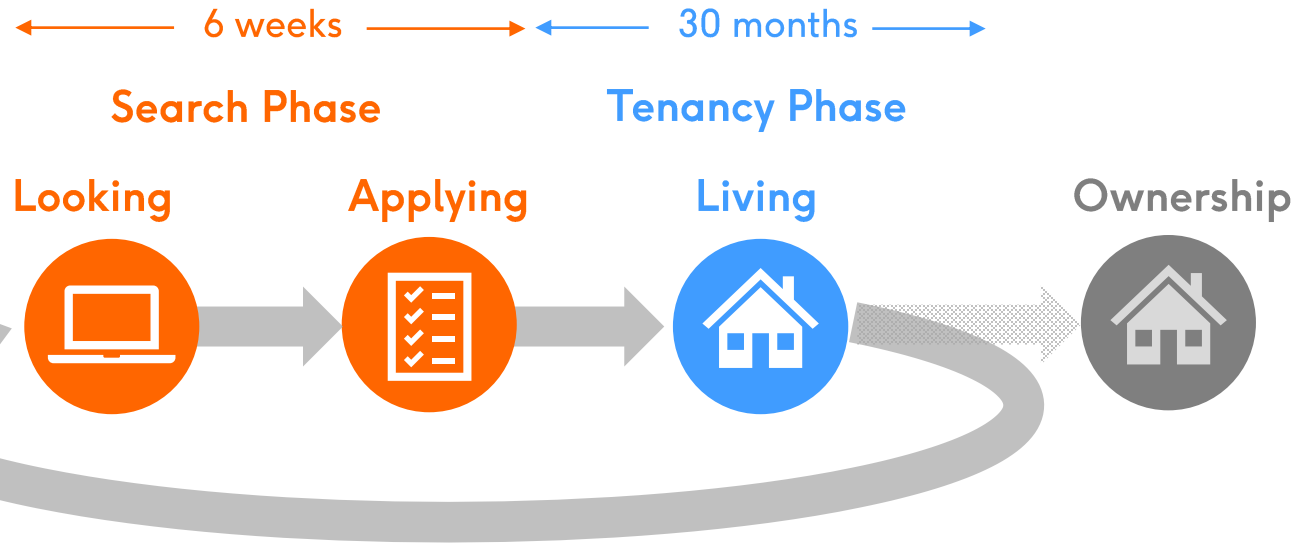 6 weeks
30 months
Search Phase
Tenancy Phase
Looking
Applying
Living
Ownership